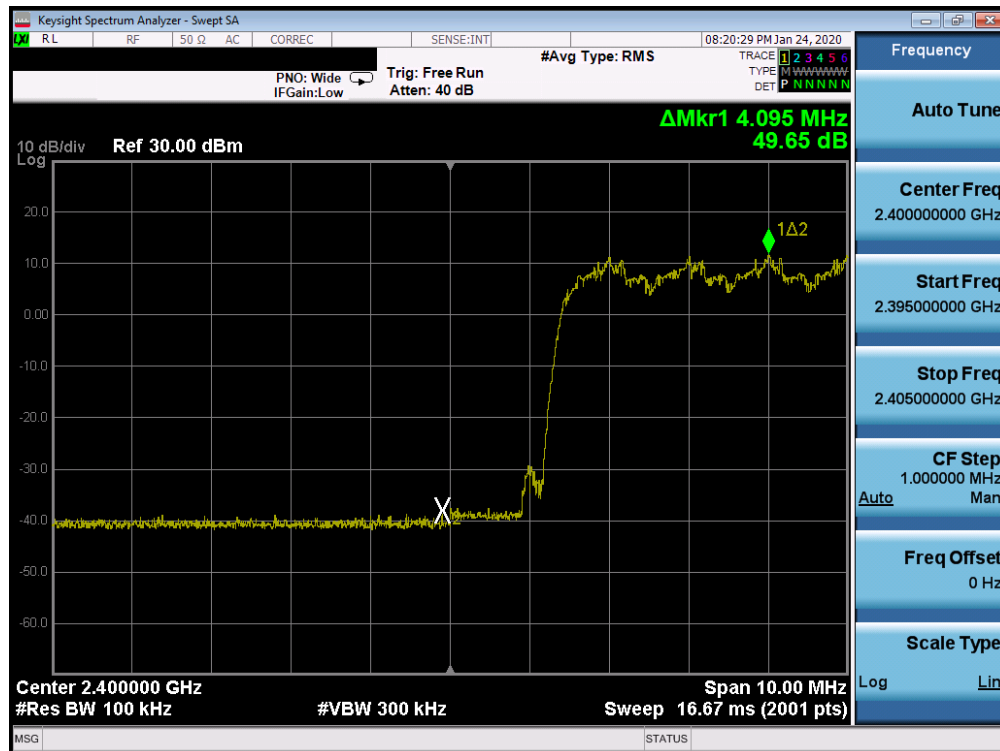 Keysight Spectrum Analyzer - Swept SA
LXI RL RF 50 Ω AC CORREC SENSE:INT 08:20:29 PM Jan 24, 2020
#Avg Type: RMS TRACE 1 2 3 4 5 6
PNO: Wide Trig: Free Run TYPE M W W W W W
IFGain:Low Atten: 40 dB DET P N N N N N
ΔMkr1 4.095 MHz
49.65 dB
10 dB/div Ref 30.00 dBm
Log
1Δ2
20.0
10.0
0.00
-10.0
-20.0
-30.0
-40.0
X
2
-50.0
-60.0
Center 2.400000 GHz Span 10.00 MHz
#Res BW 100 kHz #VBW 300 kHz Sweep 16.67 ms (2001 pts)
MSG STATUS
Frequency
Auto Tune
Center Freq
2.400000000 GHz
Start Freq
2.395000000 GHz
Stop Freq
2.405000000 GHz
CF Step
1.000000 MHz
Auto Man
Freq Offset
0 Hz
Scale Type
Log Lin